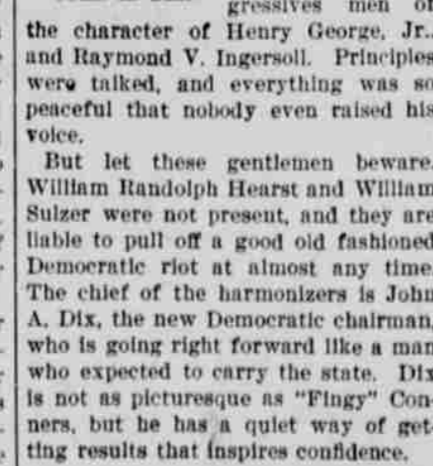 gressives men of
the character of Henry George, Jr.,
and Raymond V. Ingersoll. Principles
were talked, and everything was so
peaceful that nobody even raised his
voice.
But let these gentlemen beware.
William Randolph Hearst and William
Sulzer were not present, and they are
liable to pull off a good old fashioned
Democratic riot at almost any time.
The chief of the harmonizers is John
A. Dix, the new Democratic chairman,
who is going right forward like a man
who expected to carry the state. Dix
is not as picturesque as "Fingy" Con-
ners, but he has a quiet way of get-
ting results that inspires confidence.